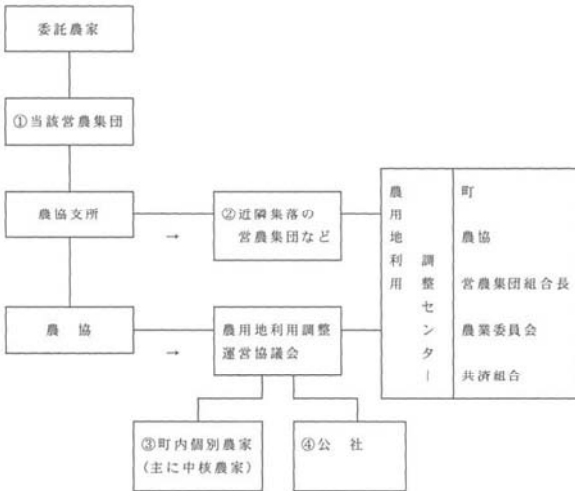 委託農家
①当該営農集団
農協支所
→
②近隣集落の
営農集団など
農協
→
農用地利用調整
運営協議会
③町内個別農家
(主に中核農家)
④公社
農用地利用
調整センター
町
農協
営農集団組合長
農業委員会
共済組合